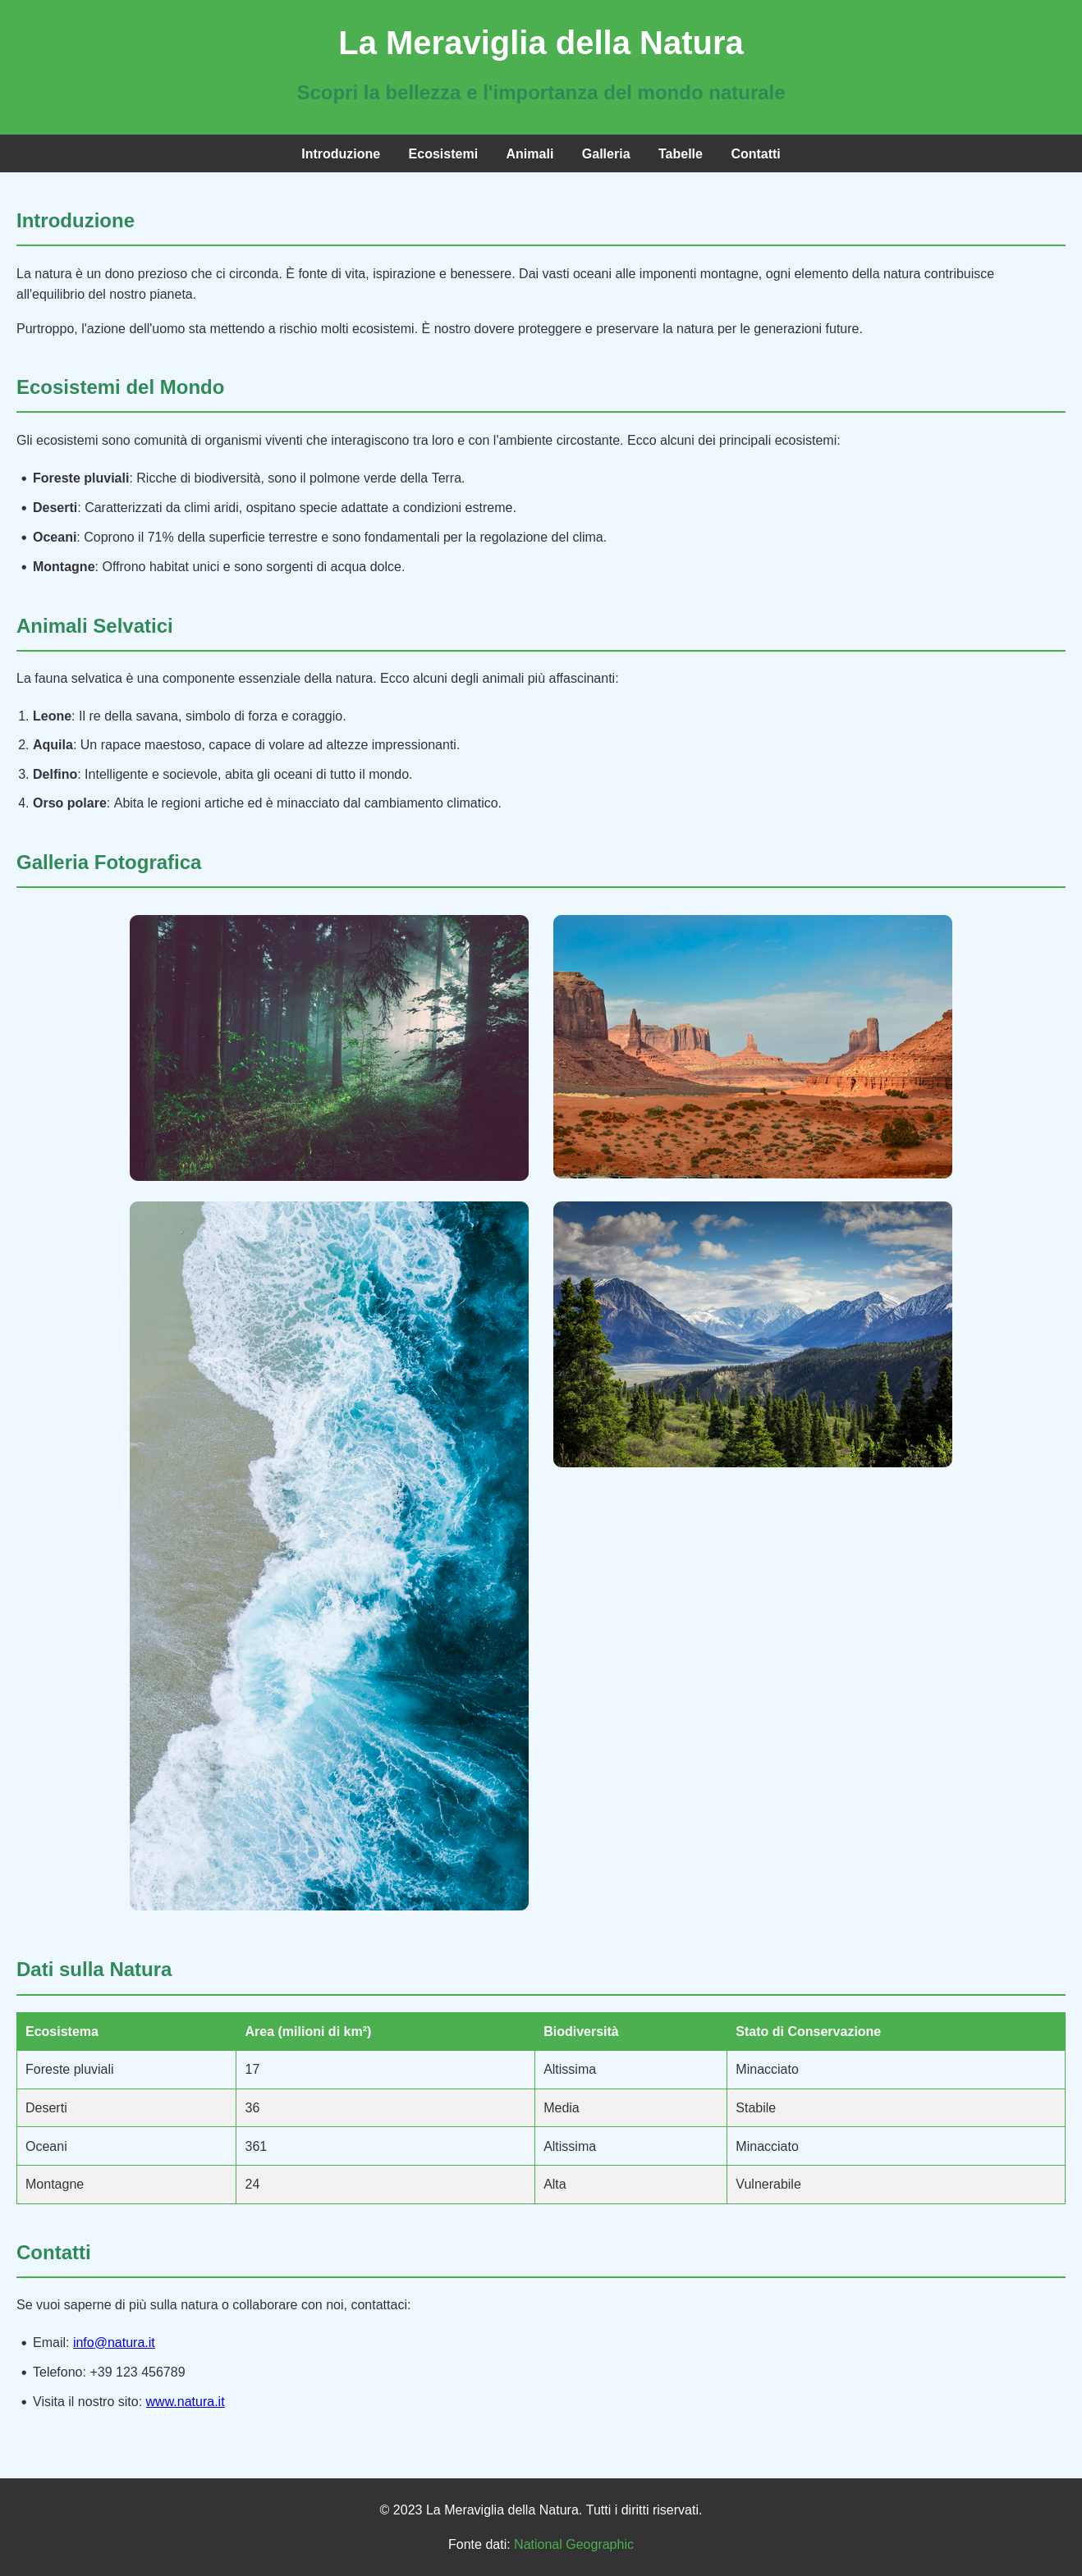 La Meraviglia della Natura
Scopri la bellezza e l'importanza del mondo naturale
Introduzione Ecosistemi Animali Galleria Tabelle Contatti
Introduzione
La natura è un dono prezioso che ci circonda. È fonte di vita, ispirazione e benessere. Dai vasti oceani alle imponenti montagne, ogni elemento della natura contribuisce
all'equilibrio del nostro pianeta.
Purtroppo, l'azione dell'uomo sta mettendo a rischio molti ecosistemi. È nostro dovere proteggere e preservare la natura per le generazioni future.
Ecosistemi del Mondo
Gli ecosistemi sono comunità di organismi viventi che interagiscono tra loro e con l'ambiente circostante. Ecco alcuni dei principali ecosistemi:
• Foreste pluviali: Ricche di biodiversità, sono il polmone verde della Terra.
• Deserti: Caratterizzati da climi aridi, ospitano specie adattate a condizioni estreme.
• Oceani: Coprono il 71% della superficie terrestre e sono fondamentali per la regolazione del clima.
• Montagne: Offrono habitat unici e sono sorgenti di acqua dolce.
Animali Selvatici
La fauna selvatica è una componente essenziale della natura. Ecco alcuni degli animali più affascinanti:
1. Leone: Il re della savana, simbolo di forza e coraggio.
2. Aquila: Un rapace maestoso, capace di volare ad altezze impressionanti.
3. Delfino: Intelligente e socievole, abita gli oceani di tutto il mondo.
4. Orso polare: Abita le regioni artiche ed è minacciato dal cambiamento climatico.
Galleria Fotografica
Dati sulla Natura
Ecosistema Area (milioni di km²) Biodiversità Stato di Conservazione
Foreste pluviali 17 Altissima Minacciato
Deserti 36 Media Stabile
Oceani 361 Altissima Minacciato
Montagne 24 Alta Vulnerabile
Contatti
Se vuoi saperne di più sulla natura o collaborare con noi, contattaci:
• Email: info@natura.it
• Telefono: +39 123 456789
• Visita il nostro sito: www.natura.it
© 2023 La Meraviglia della Natura. Tutti i diritti riservati.
Fonte dati: National Geographic